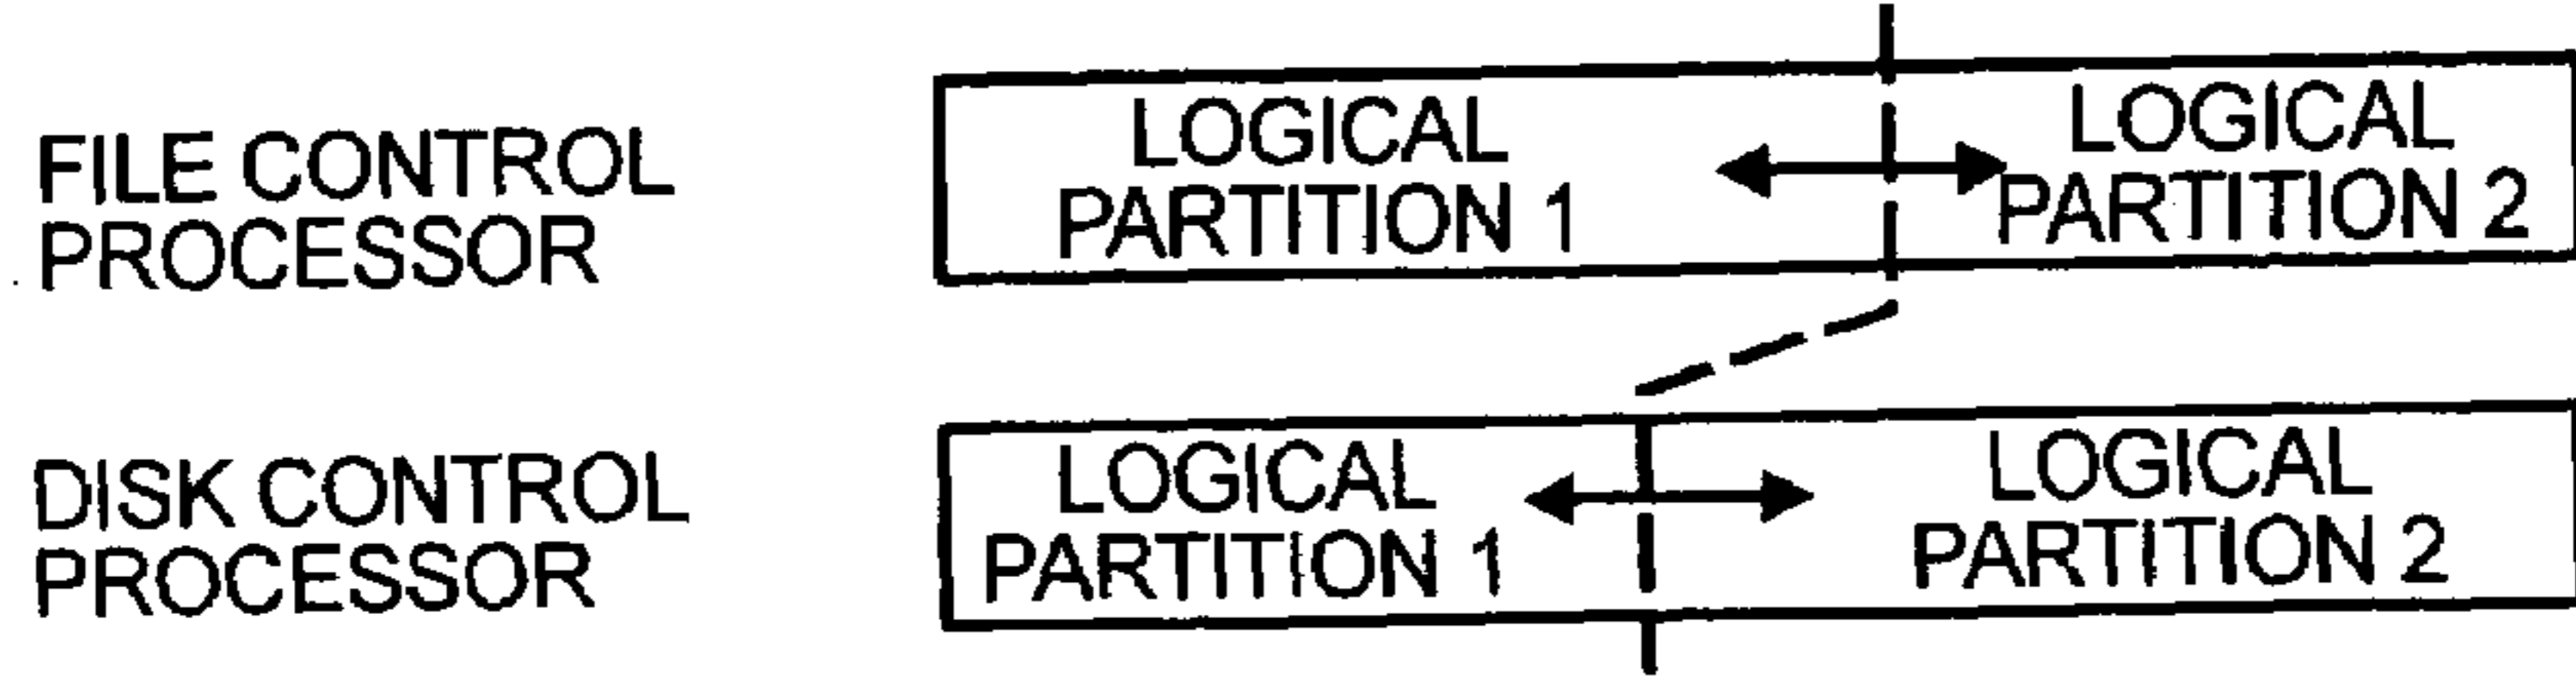 FILE CONTROL
PROCESSOR
LOGICAL
PARTITION 1
LOGICAL
PARTITION 2
DISK CONTROL
PROCESSOR
LOGICAL
PARTITION 1
LOGICAL
PARTITION 2